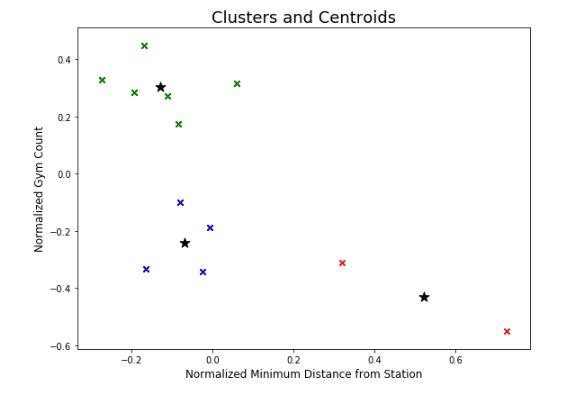 Clusters and Centroids
0.4
0.2
0.0
−0.2
−0.4
−0.6
Normalized Gym Count
−0.2 0.0 0.2 0.4 0.6
Normalized Minimum Distance from Station